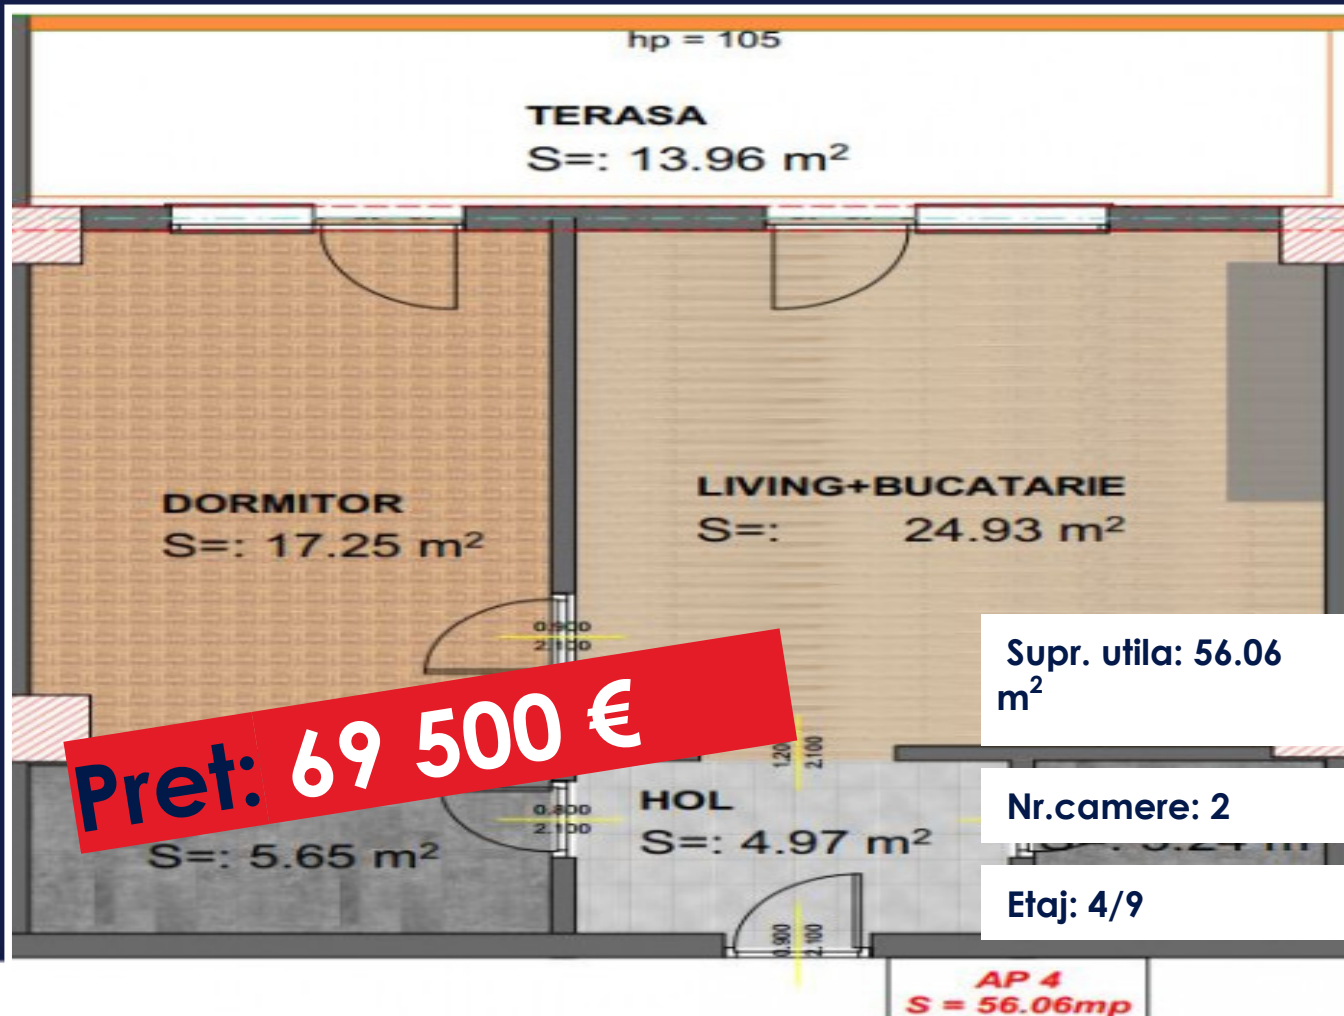 hp = 105
TERASA
S=: 13.96 m²
DORMITOR
S=: 17.25 m²
LIVING+BUCATARIE
S=: 24.93 m²
0.900
2.100
Supr. utila: 56.06
m²
Pret: 69 500 €
2.100
HOL
S=: 4.97 m²
0.800
2.100
S=: 5.65 m²
Nr.camere: 2
Etaj: 4/9
0.900
2.100
AP 4
S = 56.06mp